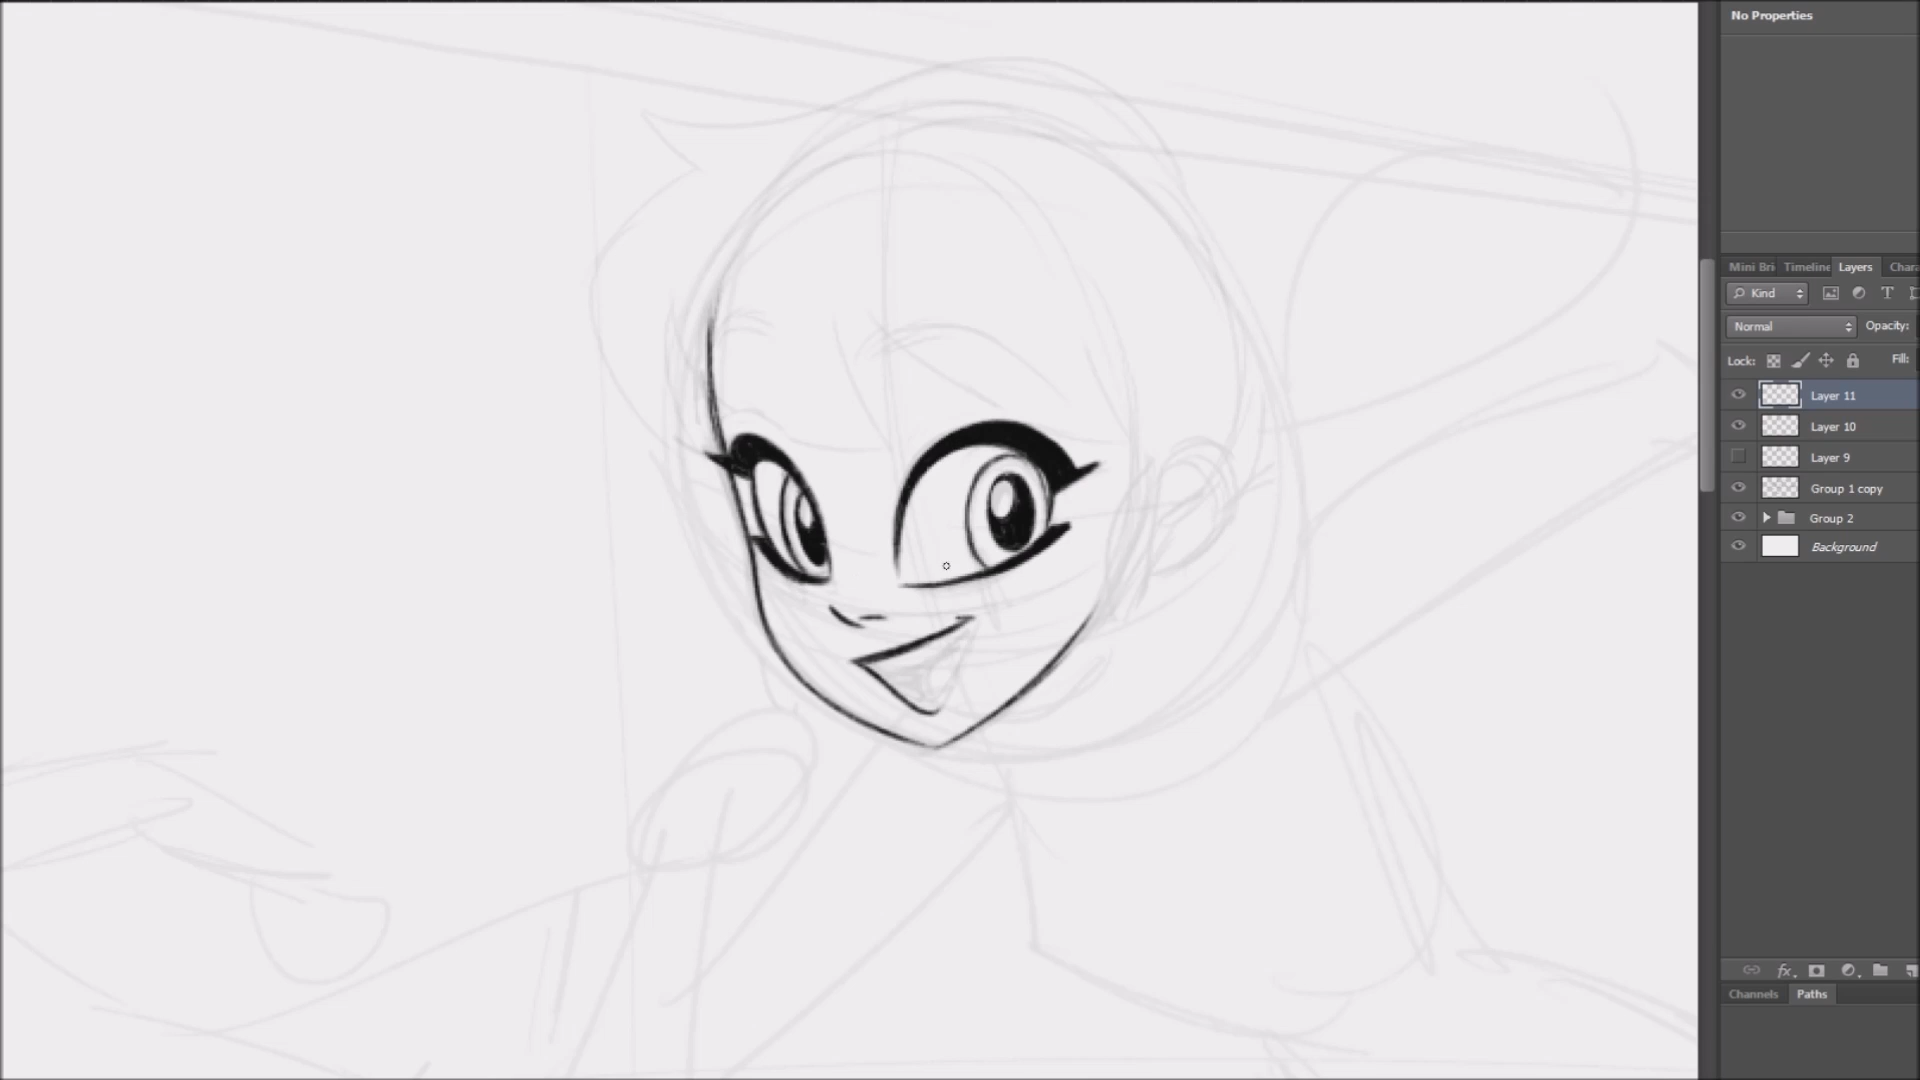 No Properties
Mini Bri Timeline Layers Chara
Kind T
Normal Opacity:
Lock: Fill:
Layer 11
Layer 10
Layer 9
Group 1 copy
Group 2
Background
fx
Channels Paths